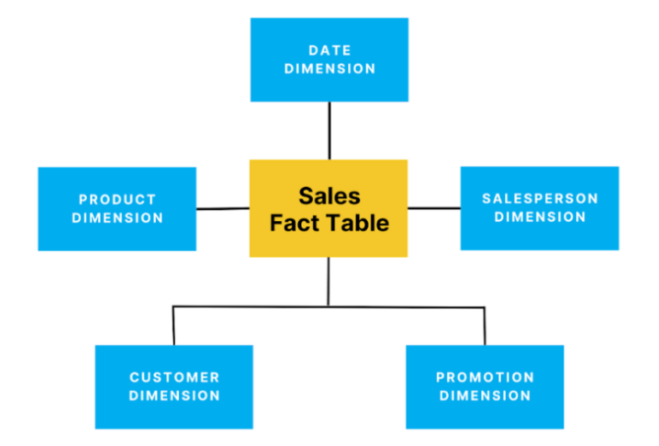 DATE
DIMENSION
Sales
Fact Table
PRODUCT
DIMENSION
SALESPERSON
DIMENSION
CUSTOMER
DIMENSION
PROMOTION
DIMENSION